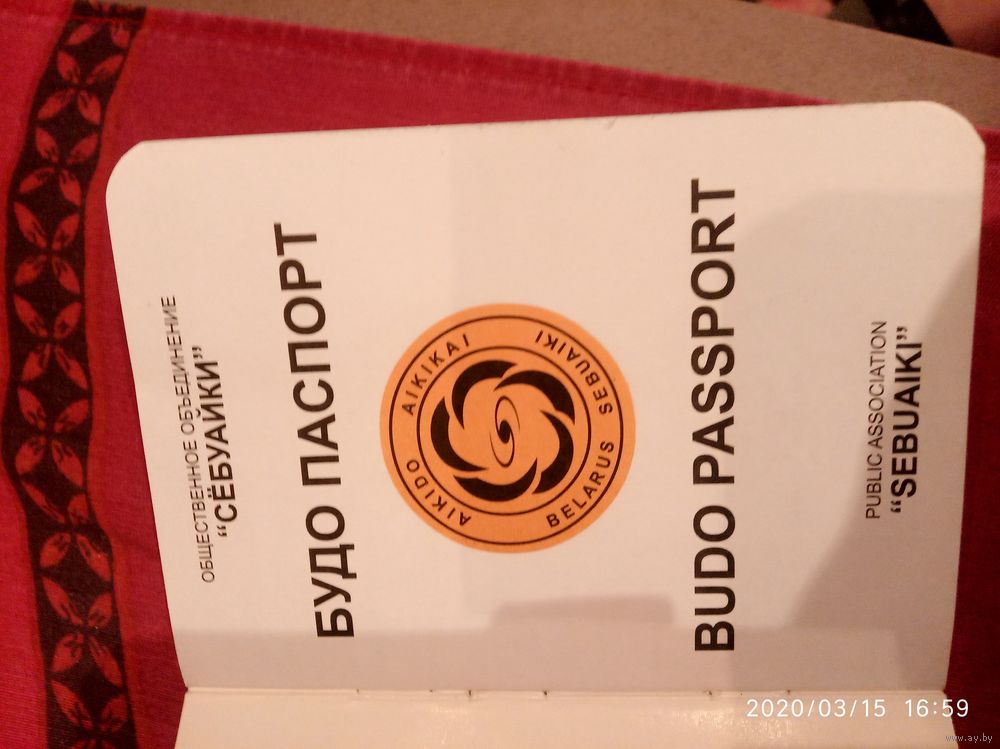 ОБЩЕСТВЕННОЕ ОБЪЕДИНЕНИЕ
“СЁБУАЙКИ”
БУДО ПАСПОРТ
AIKIDO AIKIKAI
BELARUS SEBUAIKI
BUDO PASSPORT
PUBLIC ASSOCIATION
“SEBUAIKI”
2020/03/15 16:59
www.ay.by